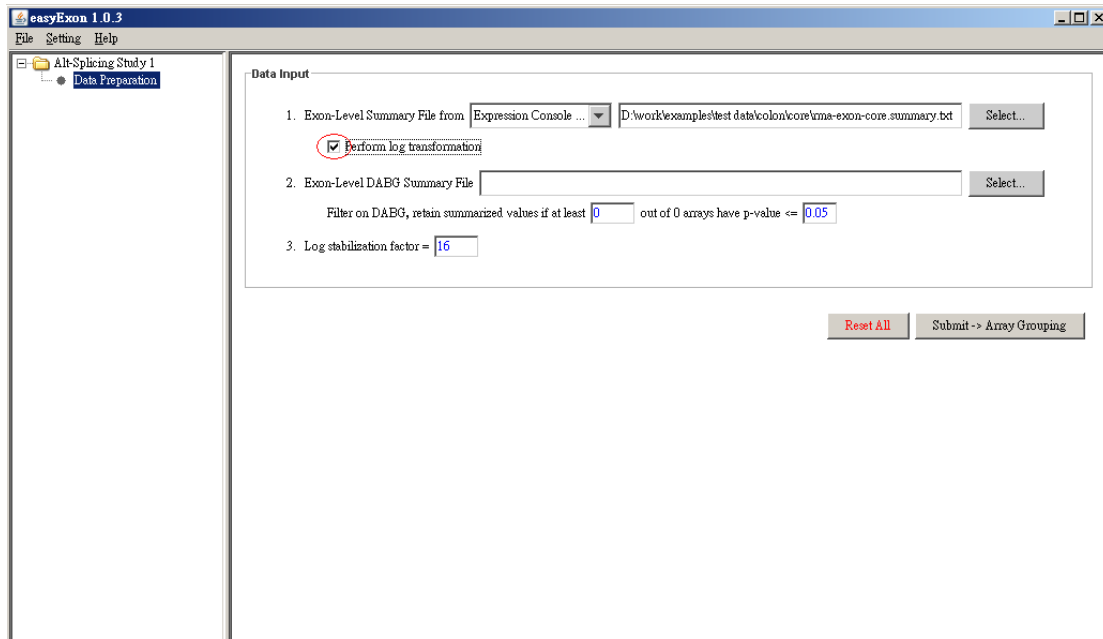 easyExon 1.0.3
File Setting Help
Alt-Splicing Study 1
Data Preparation
Data Input
1. Exon-Level Summary File from Expression Console ... D:\work\examples\test data\colon\core\rma-exon-core.summary.txt Select...
Perform log transformation
2. Exon-Level DABG Summary File Select...
Filter on DABG, retain summarized values if at least 0 out of 0 arrays have p-value <= 0.05
3. Log stabilization factor = 16
Reset All Submit -> Array Grouping